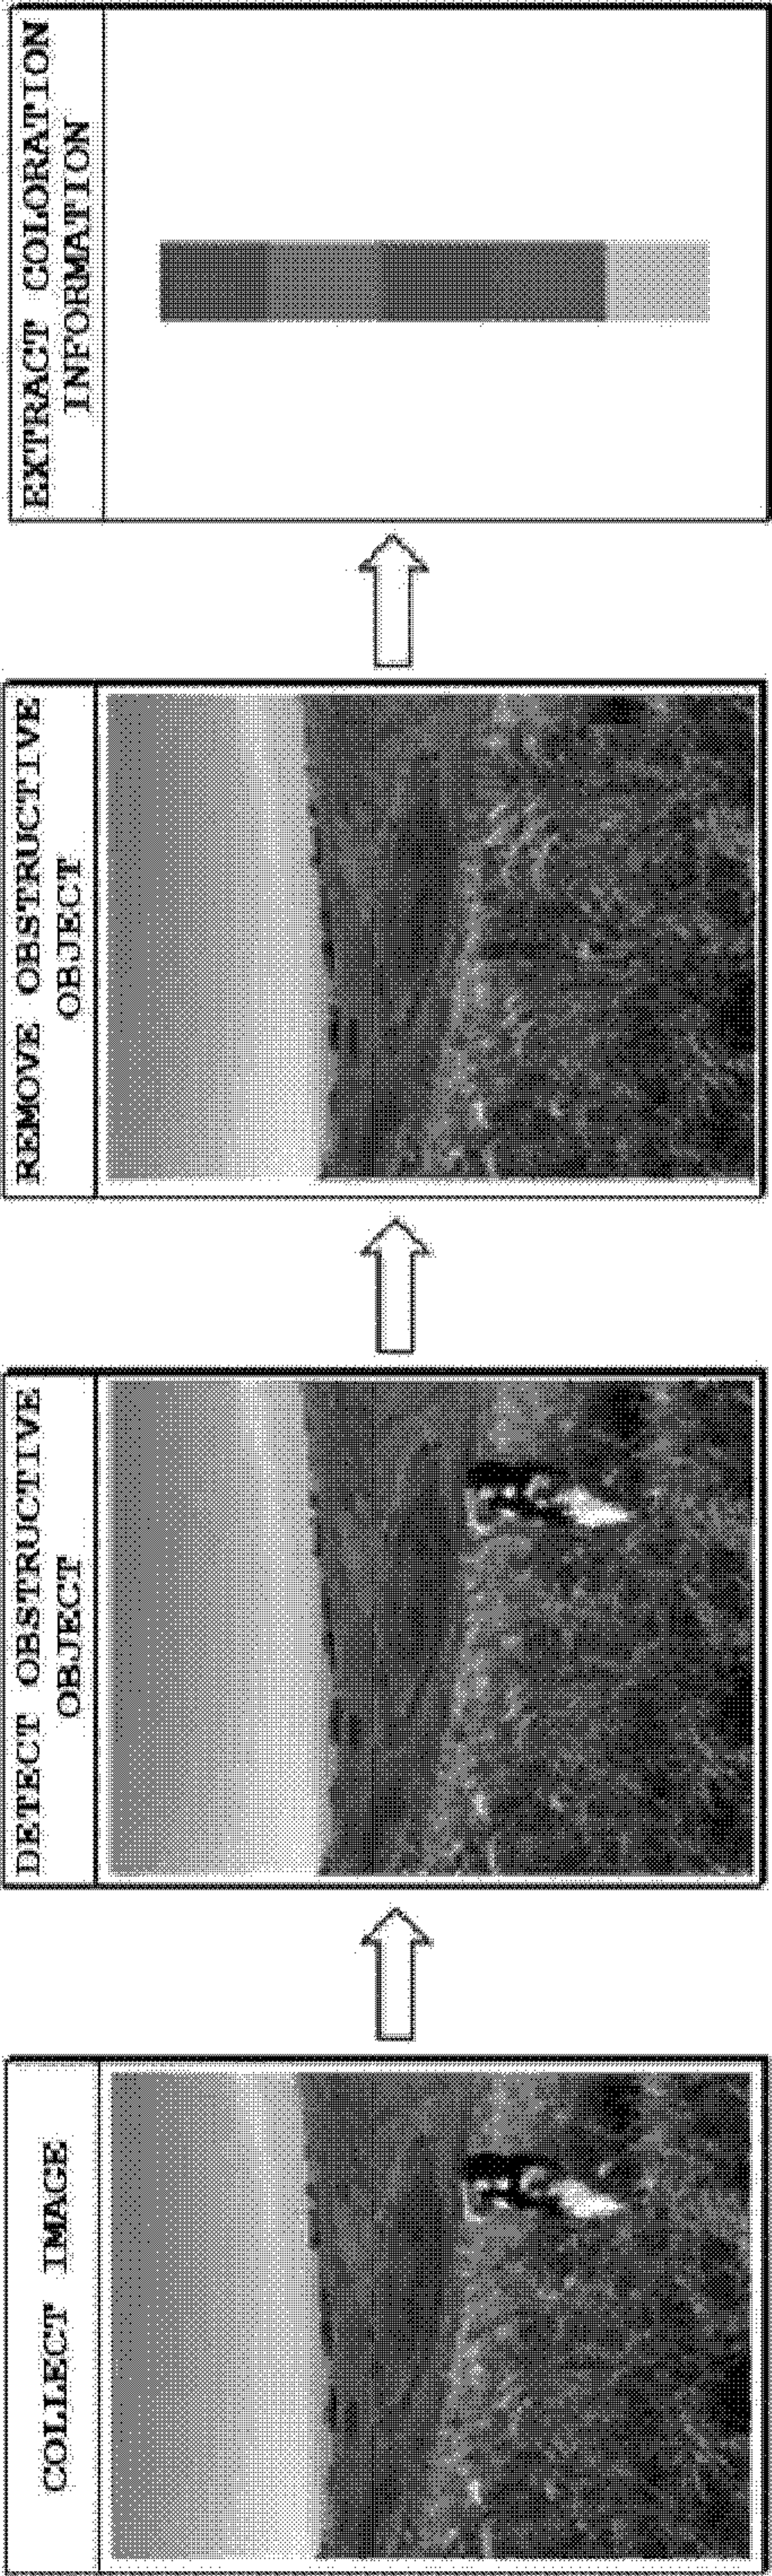 COLLECT IMAGE
DETECT OBSTRUCTIVE
OBJECT
REMOVE OBSTRUCTIVE
OBJECT
EXTRACT COLORATION
INFORMATION